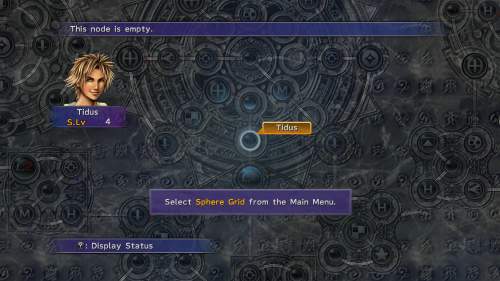 This node is empty.
Tidus
S.Lv 4
Tidus
Select Sphere Grid from the Main Menu.
: Display Status